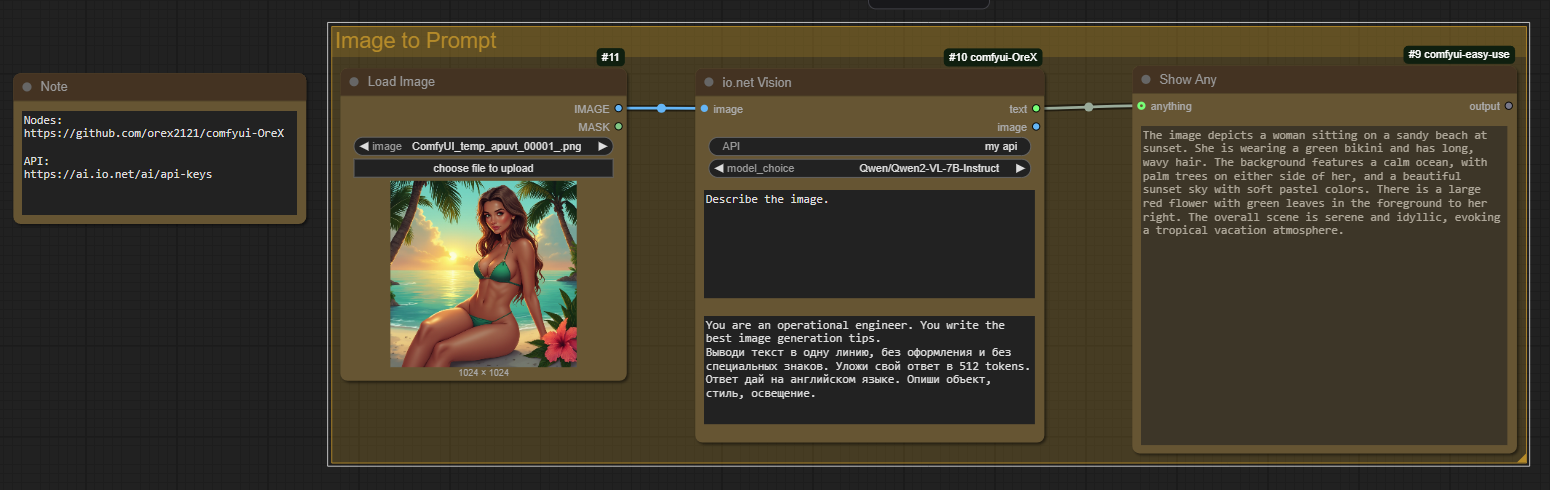 Image to Prompt
Note
Nodes:
https://github.com/orex2121/comfyui-OreX
API:
https://ai.io.net/ai/api-keys
#11
Load Image
IMAGE
MASK
image ComfyUI_temp_apuvt_00001_.png
choose file to upload
1024 × 1024
#10 comfyui-OreX
io.net Vision
image text
image
API my api
model_choice Qwen/Qwen2-VL-7B-Instruct
Describe the image.
You are an operational engineer. You write the
best image generation tips.
Выводи текст в одну линию, без оформления и без
специальных знаков. Уложи свой ответ в 512 tokens.
Ответ дай на английском языке. Опиши объект,
стиль, освещение.
#9 comfyui-easy-use
Show Any
anything output
The image depicts a woman sitting on a sandy beach at
sunset. She is wearing a green bikini and has long,
wavy hair. The background features a calm ocean, with
palm trees on either side of her, and a beautiful
sunset sky with soft pastel colors. There is a large
red flower with green leaves in the foreground to her
right. The overall scene is serene and idyllic, evoking
a tropical vacation atmosphere.